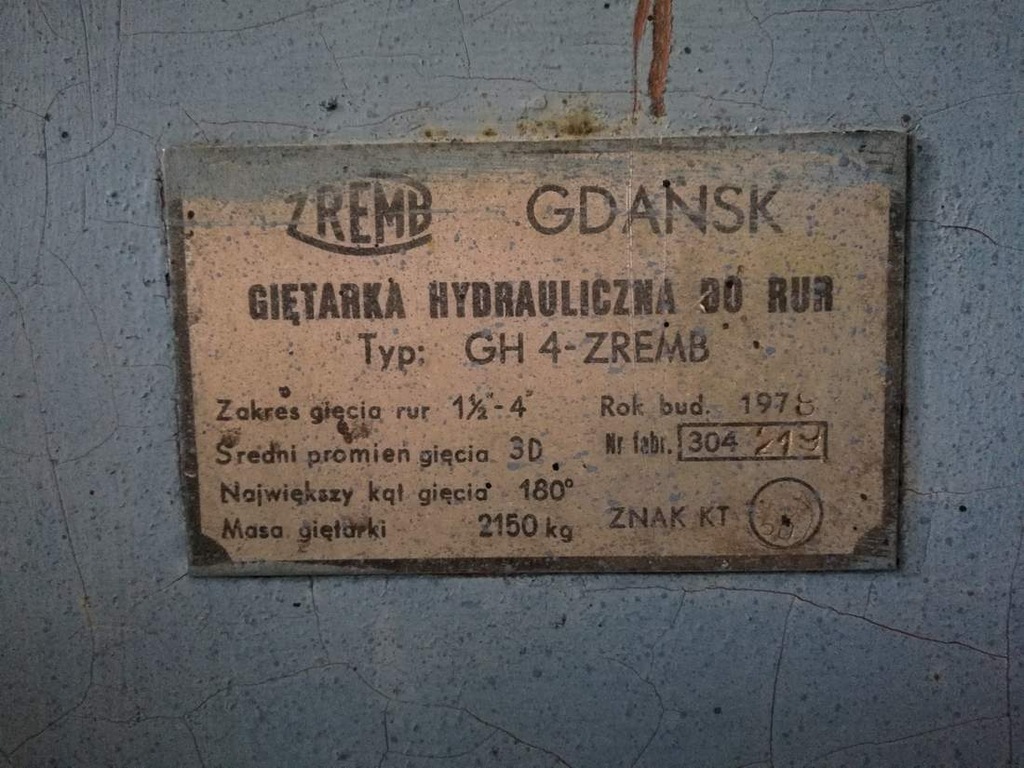 ZREMB GDAŃSK
GIĘTARKA HYDRAULICZNA DO RUR
Typ: GH 4-ZREMB
Zakres gięcia rur 1½"-4"
Średni promień gięcia 3D
Największy kąt gięcia 180°
Masa giętarki 2150 kg
Rok bud. 1978
Nr fabr. 304 219
ZNAK KT